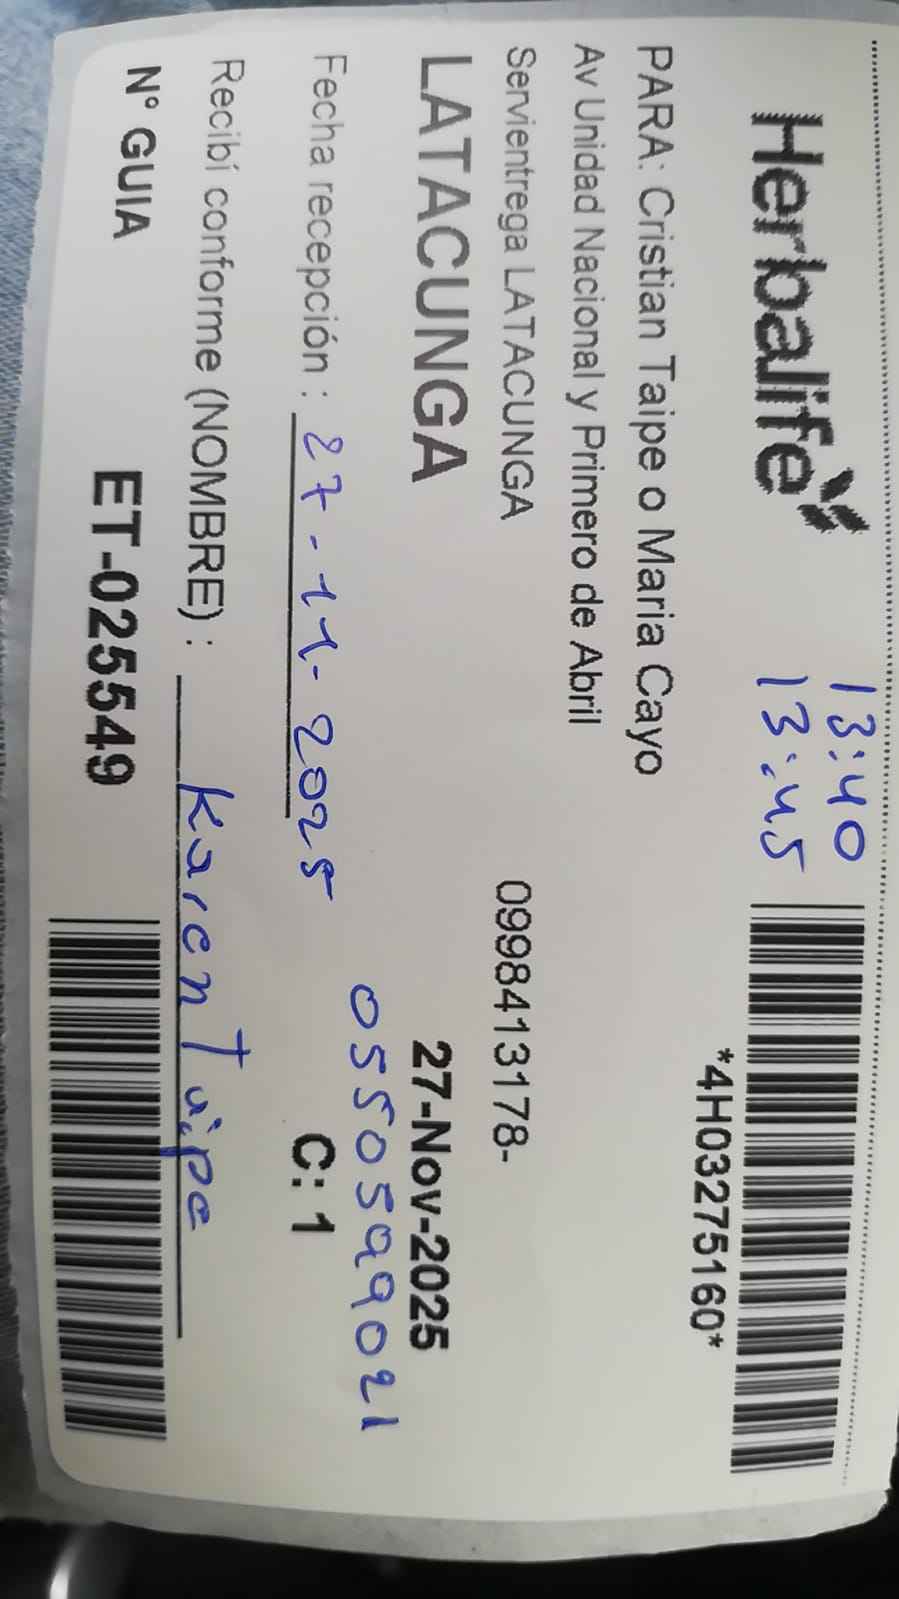 Herbalife
13:40
13:45
*4H03275160*
PARA: Cristian Taipe o Maria Cayo
Av Unidad Nacional y Primero de Abril
Servientrega LATACUNGA 0998413178-
LATACUNGA 27-Nov-2025
0550599021
Fecha recepción : 27-11-2025 C: 1
Recibí conforme (NOMBRE) : Karen Taipe
N° GUIA ET-025549